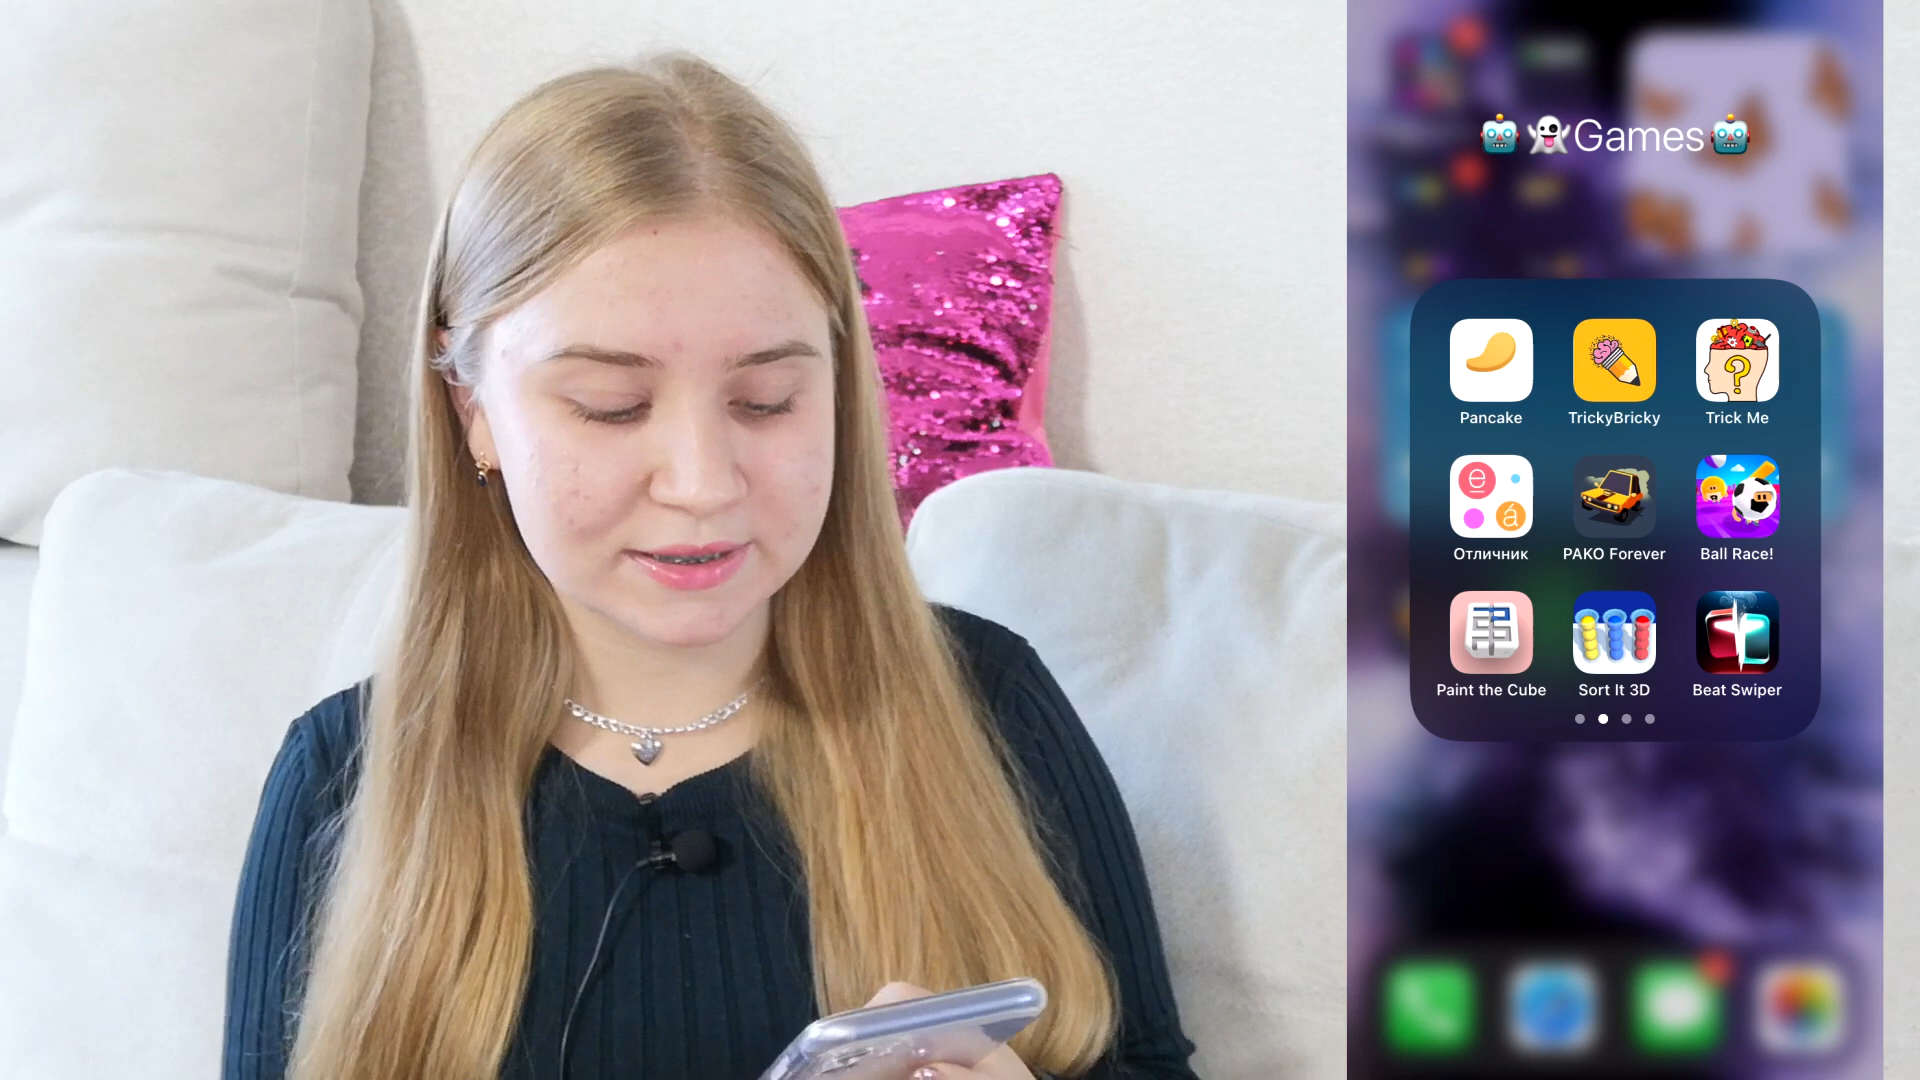 🤖👻Games🤖
Pancake TrickyBricky Trick Me
?
e á
Отличник PAKO Forever Ball Race!
Paint the Cube Sort It 3D Beat Swiper